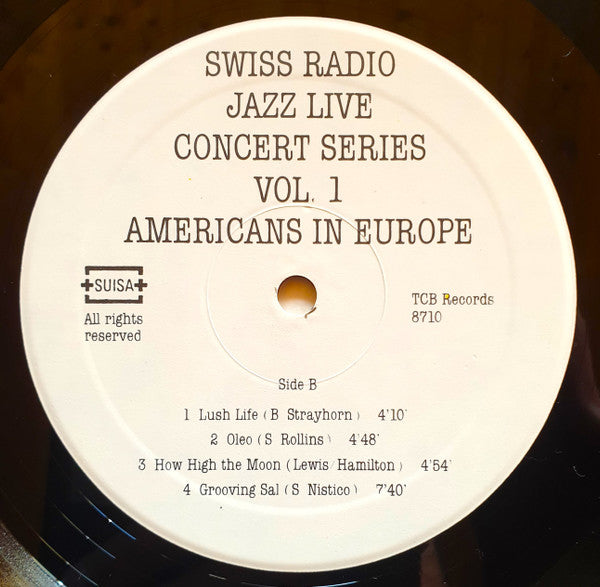 SWISS RADIO
JAZZ LIVE
CONCERT SERIES
VOL. 1
AMERICANS IN EUROPE
SUISA
All rights
reserved
TCB Records
8710
Side B
1 Lush Life (B Strayhorn) 4'10'
2 Oleo (S Rollins) 4'48'
3 How High the Moon (Lewis/Hamilton) 4'54'
4 Grooving Sal (S Nistico) 7'40'